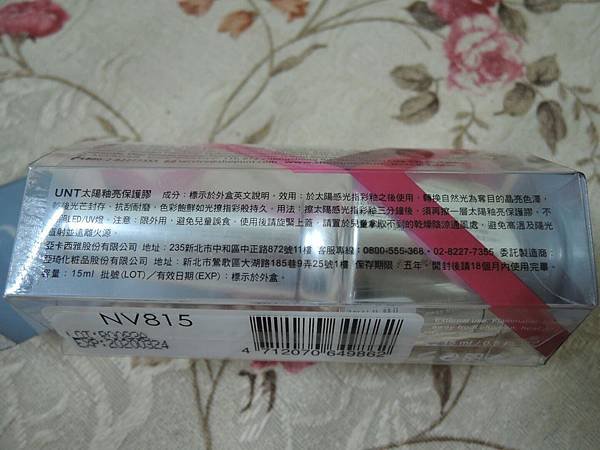 UNT太陽釉亮保護膠 成分：標示於外盒英文說明。效用：於太陽感光指彩釉之後使用，轉換自然光為奪目的晶亮色澤，
光芒封存，抗刮耐磨，色彩飽鮮如光撩指彩般持久。用法：擦太陽感光指彩釉三分鐘後，須再擦一層太陽釉亮保護膠，不
LED/UV燈。注意：限外用，避免兒童誤食。使用後請旋緊上蓋，請置於兒童拿取不到的乾燥陰涼通風處，避免高溫及陽光
直射並遠離火源。
亞卡西雅股份有限公司 地址：235新北市中和區中正路872號11樓 客服專線：0800-555-368・02-8227-7355 委託製造商：
亞琦化粧品股份有限公司 地址：新北市鶯歌區大湖路185巷9弄25號1樓 保存期限：五年，開封後請18個月內使用完畢。
容量：15ml 批號(LOT)／有效日期(EXP)：標示於外盒。
NV815
EXP:20200324
4 712070 649862